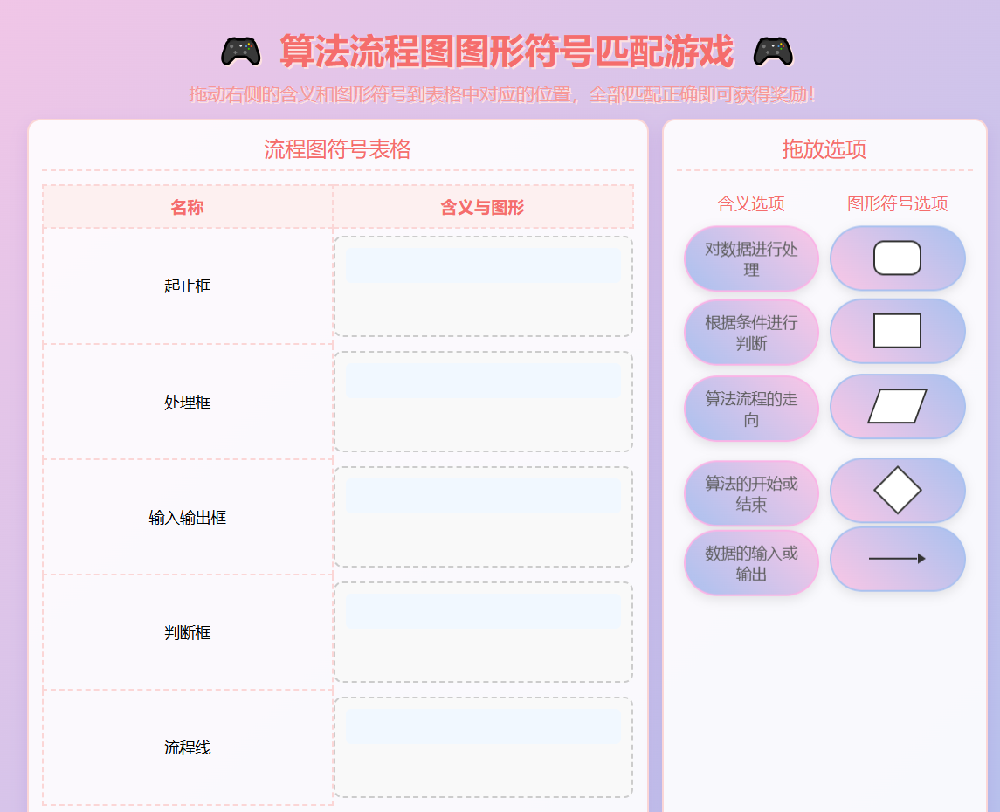 算法流程图图形符号匹配游戏
拖动右侧的含义和图形符号到表格中对应的位置，全部匹配正确即可获得奖励！
流程图符号表格
名称
含义与图形
起止框
处理框
输入输出框
判断框
流程线
拖放选项
含义选项
图形符号选项
对数据进行处
理
根据条件进行
判断
算法流程的走
向
算法的开始或
结束
数据的输入或
输出